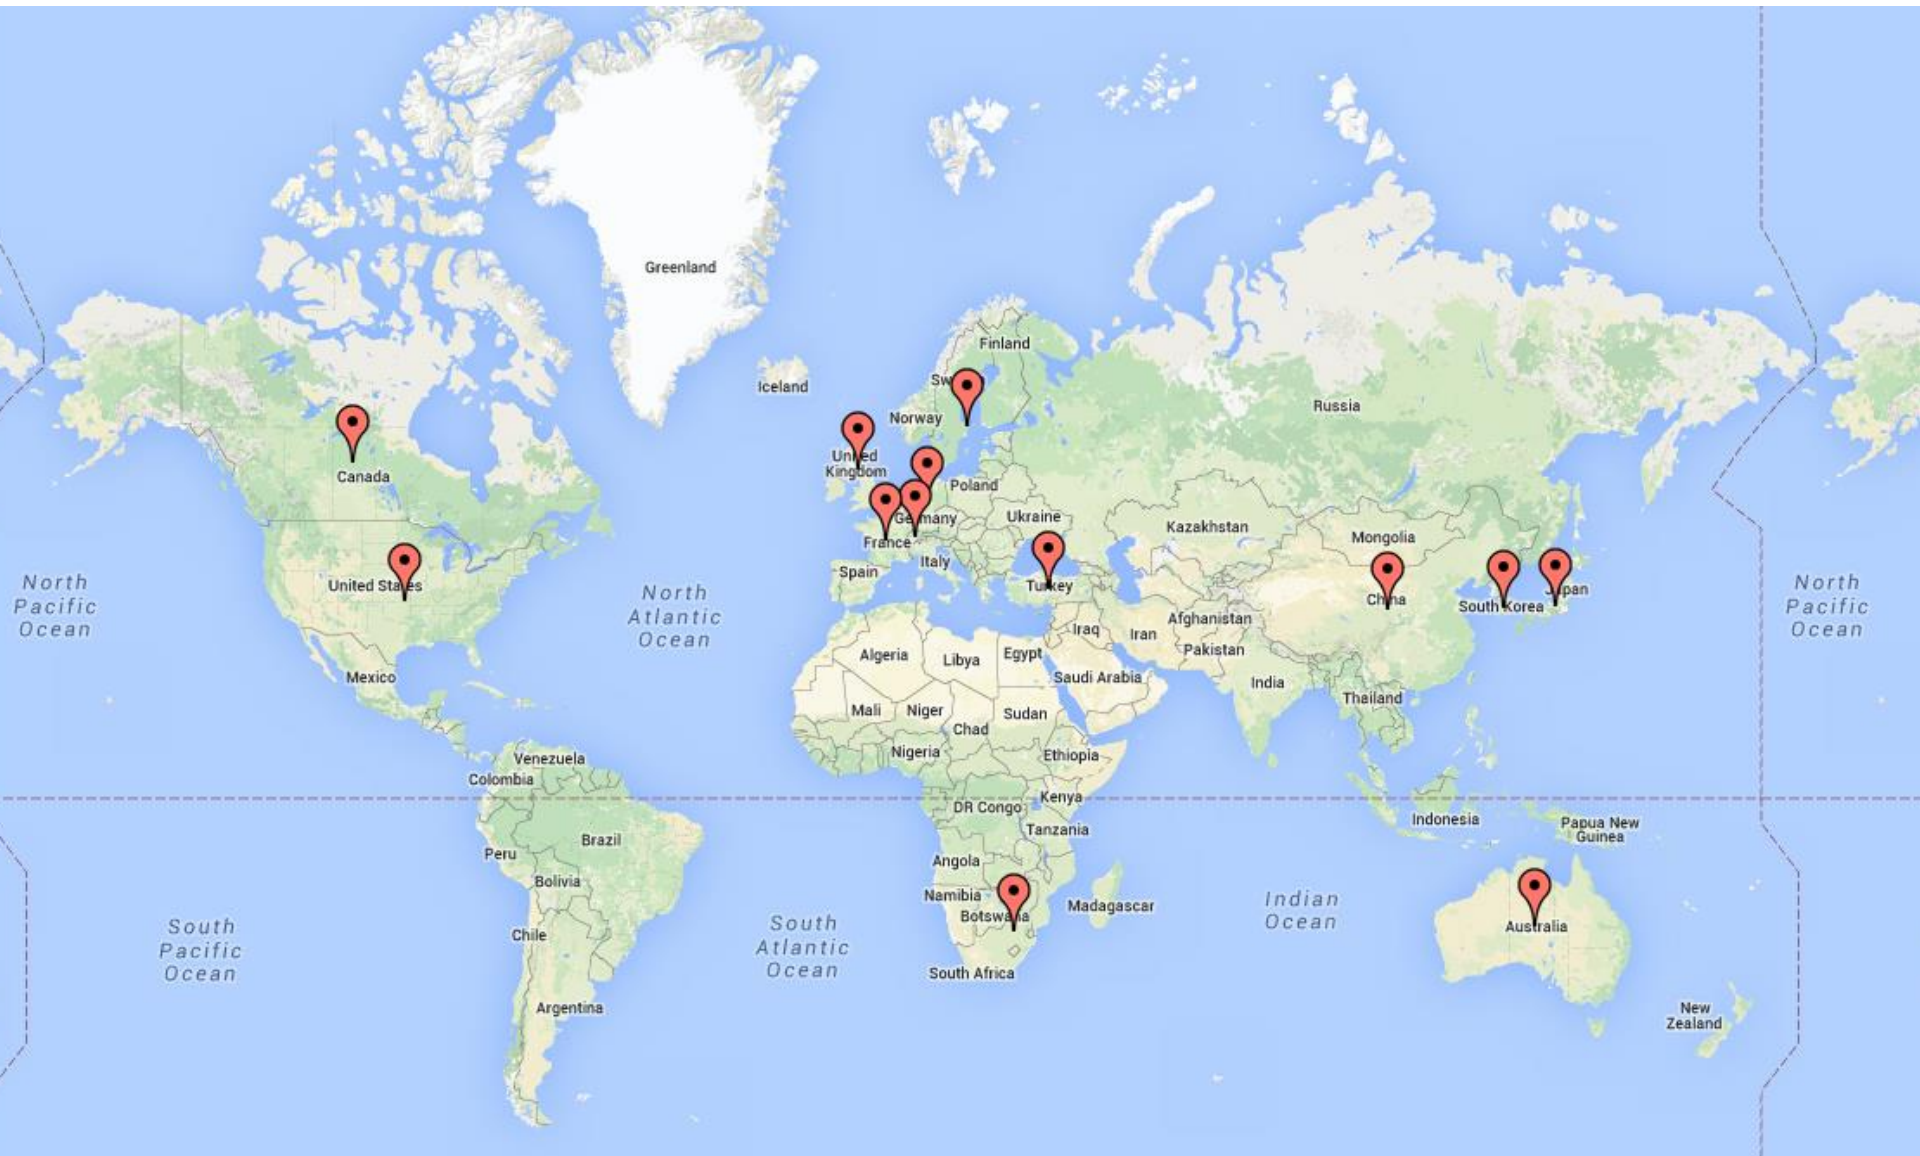 Greenland
Finland
Iceland
Norway
Russia
United
Kingdom
Canada
Poland
Germany
Ukraine
Kazakhstan
Mongolia
France
Italy
Spain
United States
Turkey
China
South Korea
Japan
North
Pacific
Ocean
North
Atlantic
Ocean
North
Pacific
Ocean
Afghanistan
Iraq
Iran
Pakistan
Algeria
Libya
Egypt
Saudi Arabia
India
Mexico
Thailand
Mali
Niger
Chad
Sudan
Nigeria
Ethiopia
Venezuela
Colombia
DR Congo
Kenya
Tanzania
Indonesia
Papua New
Guinea
Peru
Brazil
Bolivia
Angola
Namibia
Botswana
Madagascar
Indian
Ocean
South
Pacific
Ocean
Chile
South
Atlantic
Ocean
Australia
South Africa
Argentina
New
Zealand